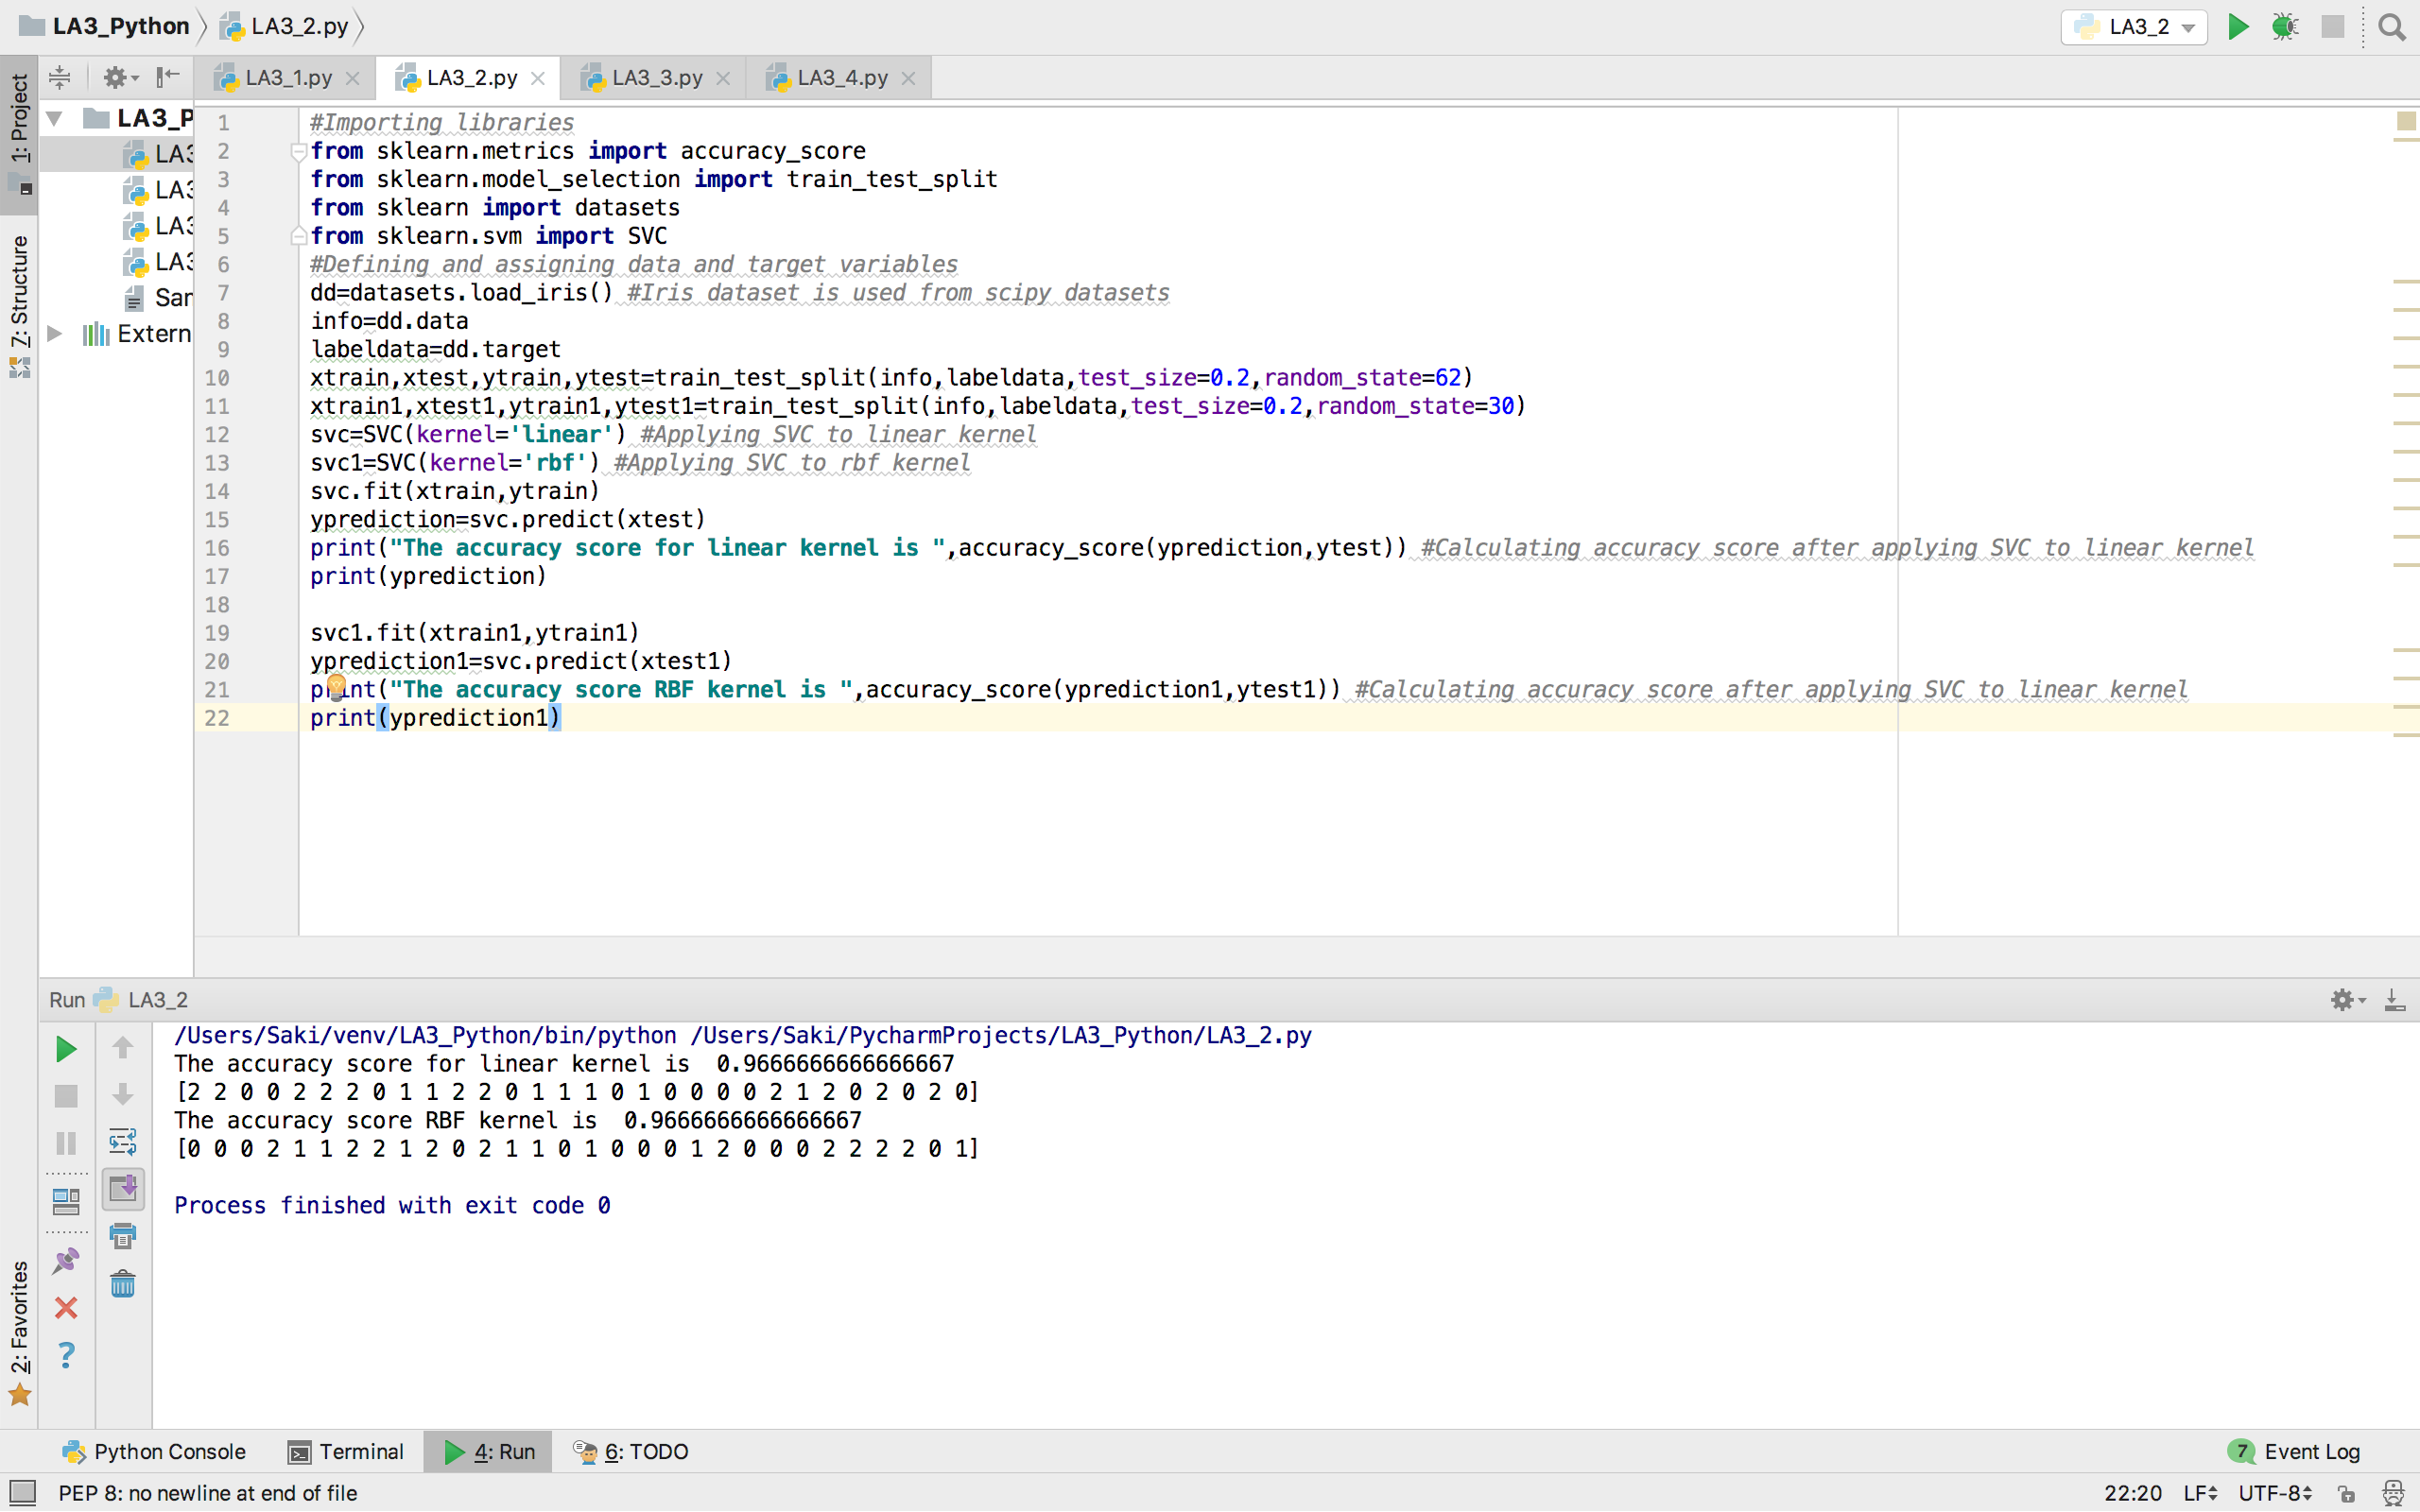 LA3_Python LA3_2.py LA3_2
1: Project
7: Structure
2: Favorites
LA3_1.py LA3_2.py LA3_3.py LA3_4.py
LA3_P
LA3
LA3
LA3
LA3
San
Extern
1 #Importing libraries
2 from sklearn.metrics import accuracy_score
3 from sklearn.model_selection import train_test_split
4 from sklearn import datasets
5 from sklearn.svm import SVC
6 #Defining and assigning data and target variables
7 dd=datasets.load_iris() #Iris dataset is used from scipy datasets
8 info=dd.data
9 labeldata=dd.target
10 xtrain,xtest,ytrain,ytest=train_test_split(info,labeldata,test_size=0.2,random_state=62)
11 xtrain1,xtest1,ytrain1,ytest1=train_test_split(info,labeldata,test_size=0.2,random_state=30)
12 svc=SVC(kernel='linear') #Applying SVC to linear kernel
13 svc1=SVC(kernel='rbf') #Applying SVC to rbf kernel
14 svc.fit(xtrain,ytrain)
15 yprediction=svc.predict(xtest)
16 print("The accuracy score for linear kernel is ",accuracy_score(yprediction,ytest)) #Calculating accuracy score after applying SVC to linear kernel
17 print(yprediction)
18
19 svc1.fit(xtrain1,ytrain1)
20 yprediction1=svc.predict(xtest1)
21 print("The accuracy score RBF kernel is ",accuracy_score(yprediction1,ytest1)) #Calculating accuracy score after applying SVC to linear kernel
22 print(yprediction1)
Run LA3_2
/Users/Saki/venv/LA3_Python/bin/python /Users/Saki/PycharmProjects/LA3_Python/LA3_2.py
The accuracy score for linear kernel is  0.9666666666666667
[2 2 0 0 2 2 2 0 1 1 2 2 0 1 1 1 0 1 0 0 0 0 2 1 2 0 2 0 2 0]
The accuracy score RBF kernel is  0.9666666666666667
[0 0 0 2 1 1 2 2 1 2 0 2 1 1 0 1 0 0 0 1 2 0 0 0 2 2 2 2 0 1]
Process finished with exit code 0
Python Console Terminal 4: Run 6: TODO 7 Event Log
PEP 8: no newline at end of file 22:20 LF UTF-8